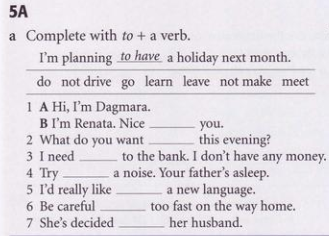 5A
a Complete with to + a verb.
I'm planning to have a holiday next month.
do not drive go learn leave not make meet
1 A Hi, I'm Dagmara.
B I'm Renata. Nice ______ you.
2 What do you want ______ this evening?
3 I need ______ to the bank. I don't have any money.
4 Try ______ a noise. Your father's asleep.
5 I'd really like ______ a new language.
6 Be careful ______ too fast on the way home.
7 She's decided ______ her husband.